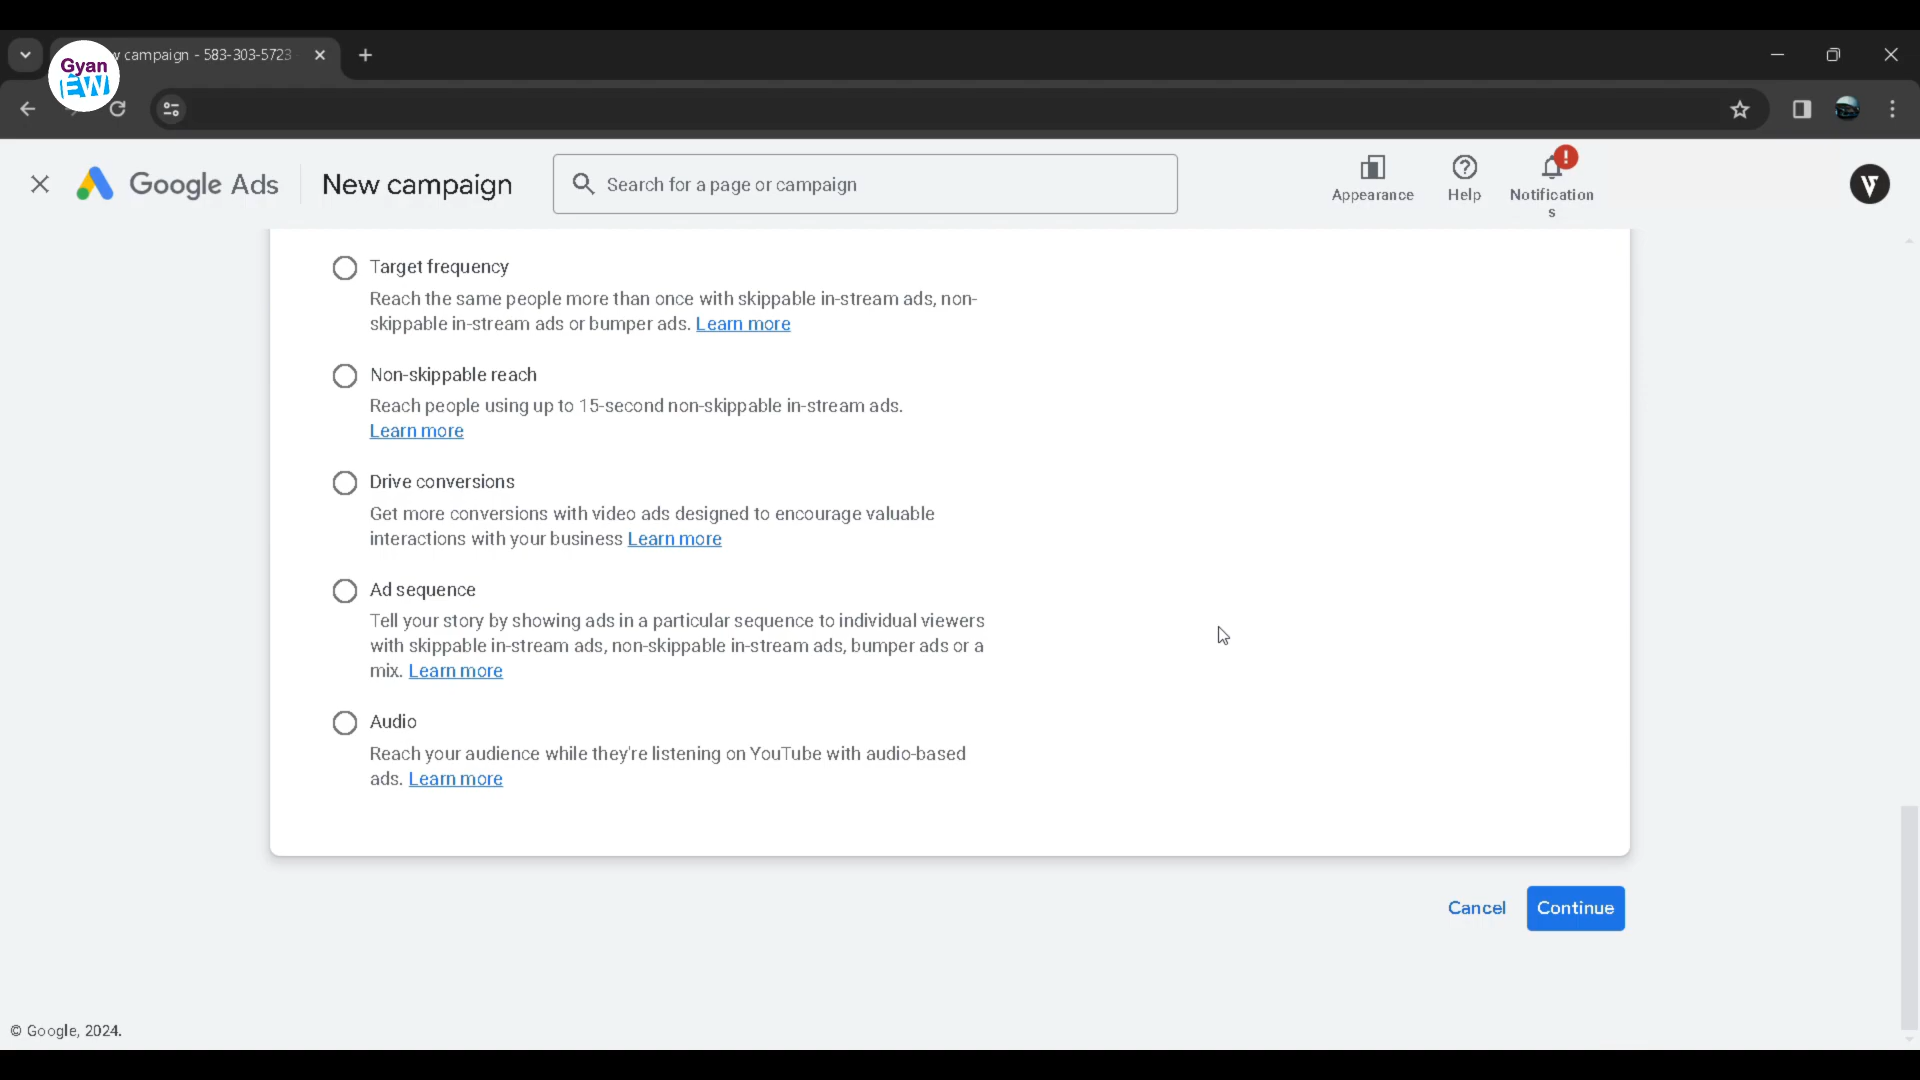 w campaign - 583-303-5723
Gyan
EW
Google Ads
New campaign
Search for a page or campaign
Appearance
Help
Notification
s
!
Target frequency
Reach the same people more than once with skippable in-stream ads, non-
skippable in-stream ads or bumper ads. Learn more
Non-skippable reach
Reach people using up to 15-second non-skippable in-stream ads.
Learn more
Drive conversions
Get more conversions with video ads designed to encourage valuable
interactions with your business Learn more
Ad sequence
Tell your story by showing ads in a particular sequence to individual viewers
with skippable in-stream ads, non-skippable in-stream ads, bumper ads or a
mix. Learn more
Audio
Reach your audience while they're listening on YouTube with audio-based
ads. Learn more
Cancel
Continue
© Google, 2024.